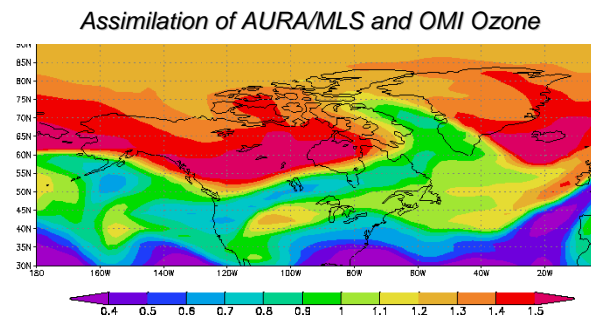 Assimilation of AURA/MLS and OMI Ozone
90N
85N
80N
75N
70N
65N
60N
55N
50N
45N
40N
35N
30N
180 160W 140W 120W 100W 80W 60W 40W 20W
0.4 0.5 0.6 0.7 0.8 0.9 1 1.1 1.2 1.3 1.4 1.5